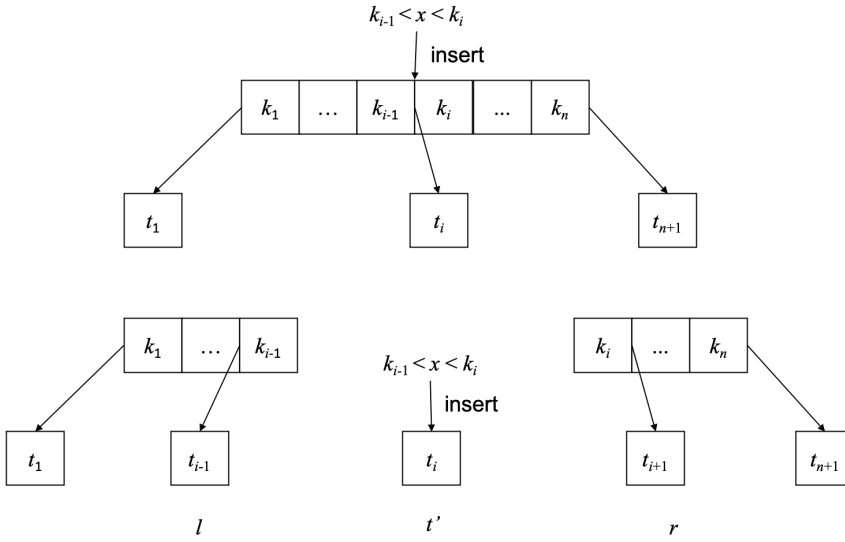 k_{i-1} < x < k_i
insert
k_1 … k_{i-1} k_i ... k_n
t_1 t_i t_{n+1}
k_1 … k_{i-1} k_i ... k_n
k_{i-1} < x < k_i
insert
t_1 t_{i-1} t_i t_{i+1} t_{n+1}
l t’ r